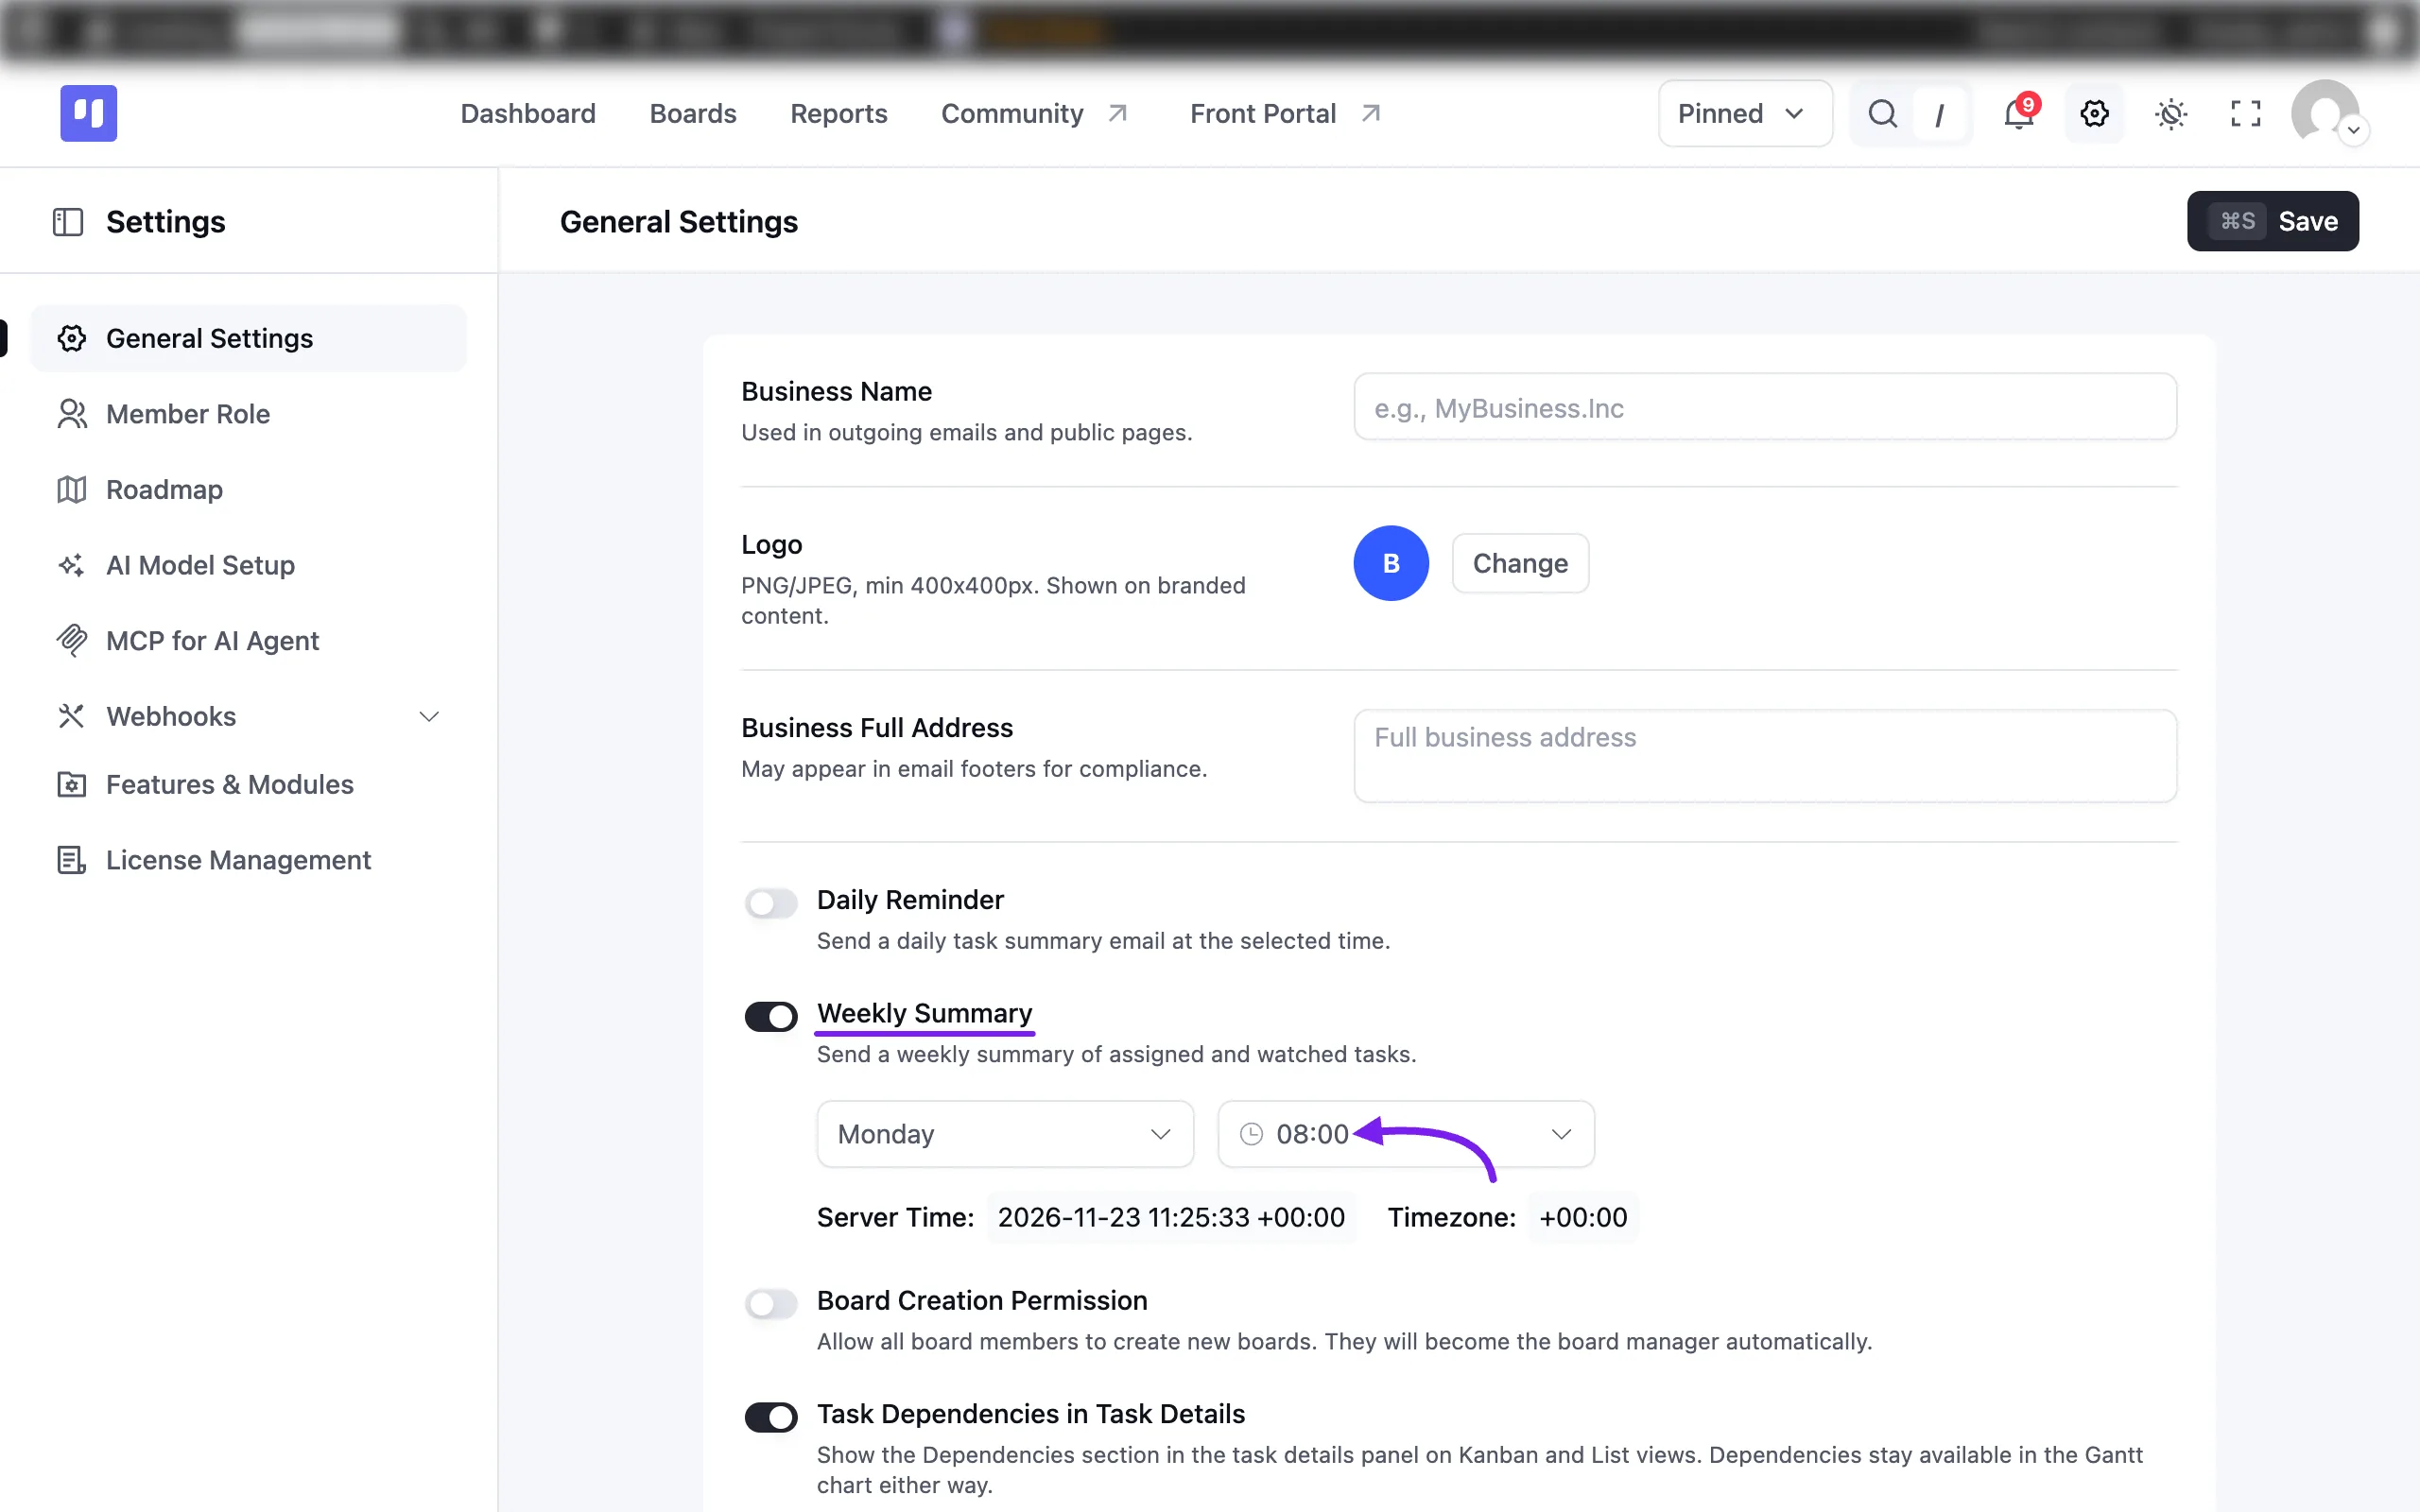 Dashboard Boards Reports Community Front Portal Pinned / 9
Settings
General Settings
⌘S Save
General Settings
Member Role
Roadmap
AI Model Setup
MCP for AI Agent
Webhooks
Features & Modules
License Management
Business Name
Used in outgoing emails and public pages.
e.g., MyBusiness.Inc
Logo
PNG/JPEG, min 400x400px. Shown on branded
content.
B Change
Business Full Address
May appear in email footers for compliance.
Full business address
Daily Reminder
Send a daily task summary email at the selected time.
Weekly Summary
Send a weekly summary of assigned and watched tasks.
Monday 08:00
Server Time: 2026-11-23 11:25:33 +00:00 Timezone: +00:00
Board Creation Permission
Allow all board members to create new boards. They will become the board manager automatically.
Task Dependencies in Task Details
Show the Dependencies section in the task details panel on Kanban and List views. Dependencies stay available in the Gantt
chart either way.